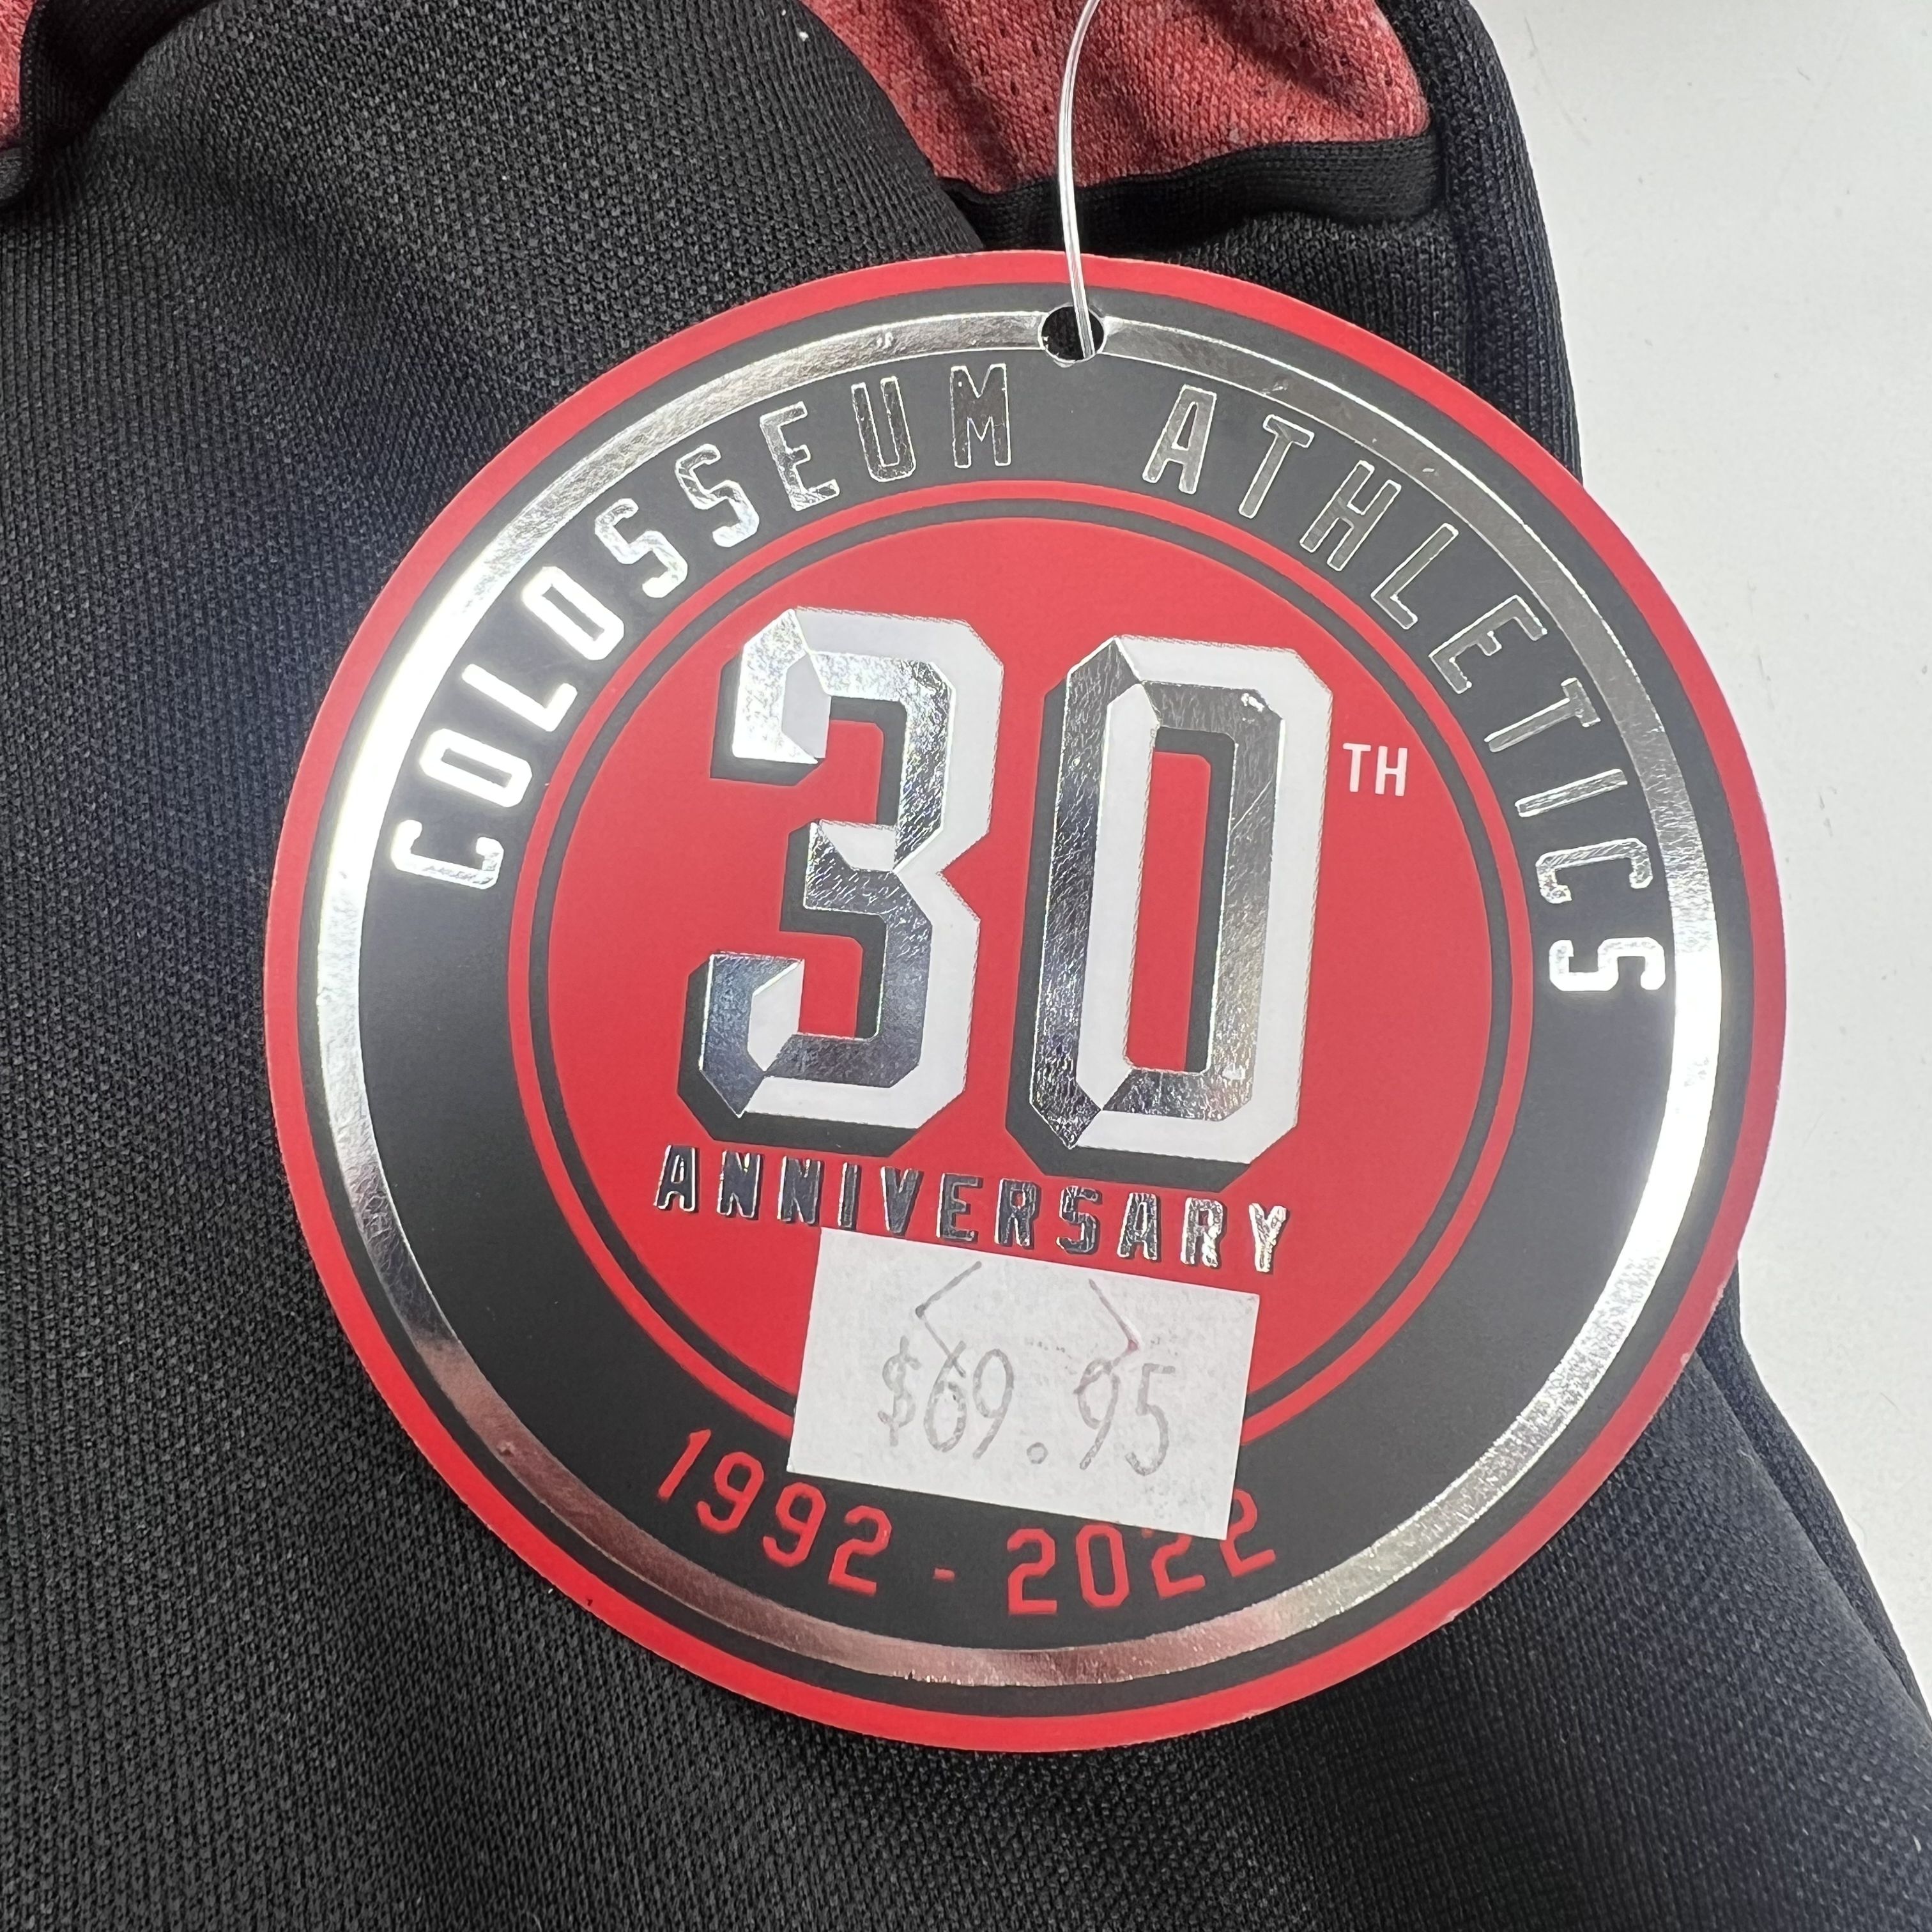 COLOSSEUM ATHLETICS
30TH
ANNIVERSARY
$69.95
1992 - 2022